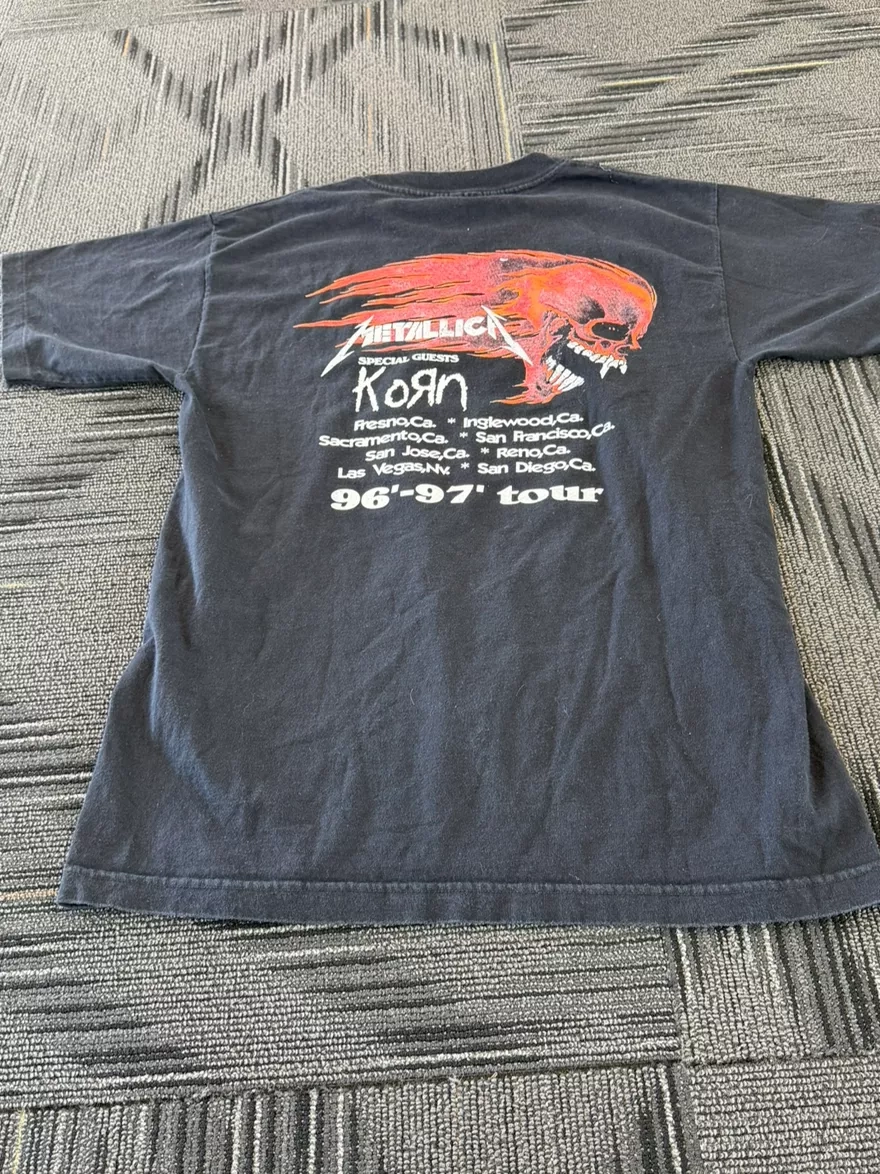 METALLICA
SPECIAL GUESTS
KoЯn
Fresno,Ca. * Inglewood,Ca.
Sacramento,Ca. * San Francisco,Ca.
San Jose,Ca. * Reno,Ca.
Las Vegas,Nv. * San Diego,Ca.
96'-97' tour